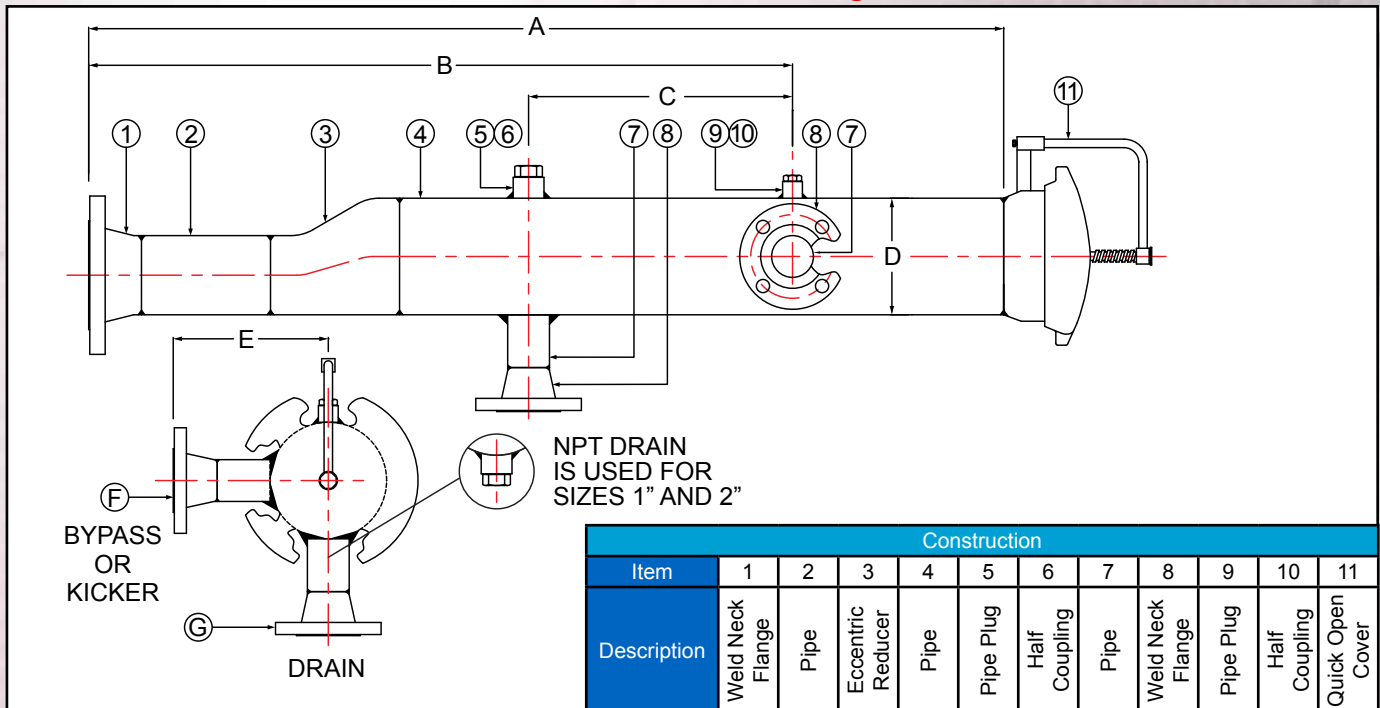 A
B
C
11
1
2
3
4
5 6
7 8
9 10
8
7
D
E
7
8
NPT DRAIN
IS USED FOR
SIZES 1” AND 2”
F
BYPASS
OR
KICKER
G
DRAIN
Construction
Item 1 2 3 4 5 6 7 8 9 10 11
Description
Weld Neck
Flange
Pipe
Eccentric
Reducer
Pipe
Pipe Plug
Half
Coupling
Pipe
Weld Neck
Flange
Pipe Plug
Half
Coupling
Quick Open
Cover